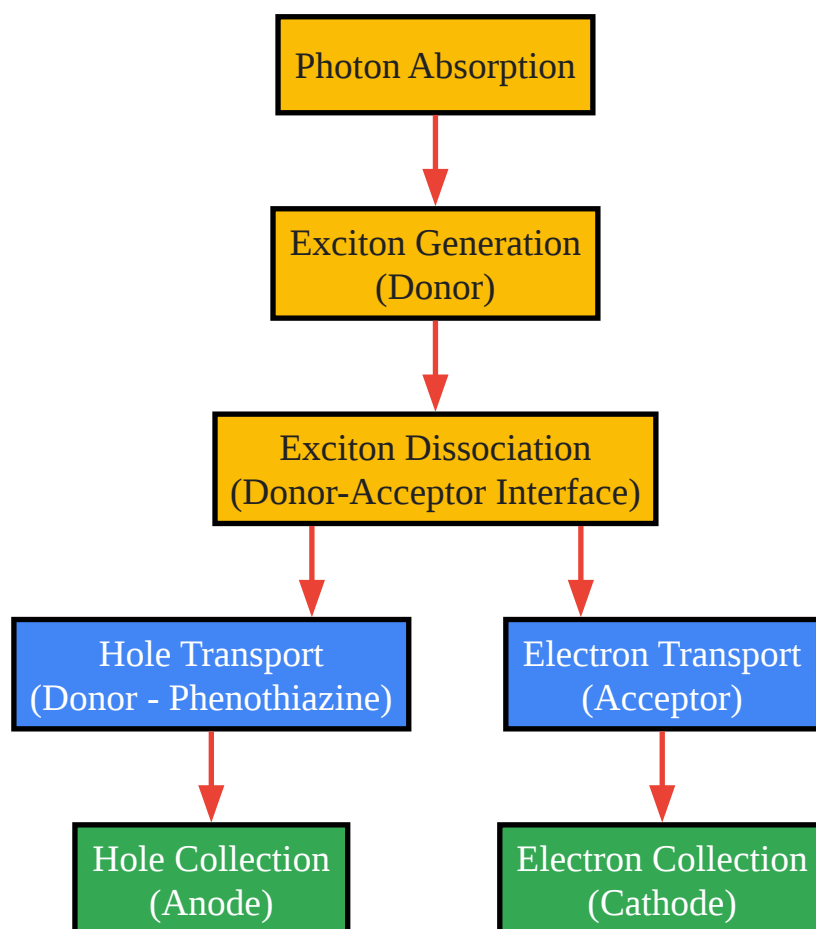 Photon Absorption
Exciton Generation
(Donor)
Exciton Dissociation
(Donor-Acceptor Interface)
Hole Transport
(Donor - Phenothiazine)
Electron Transport
(Acceptor)
Hole Collection
(Anode)
Electron Collection
(Cathode)